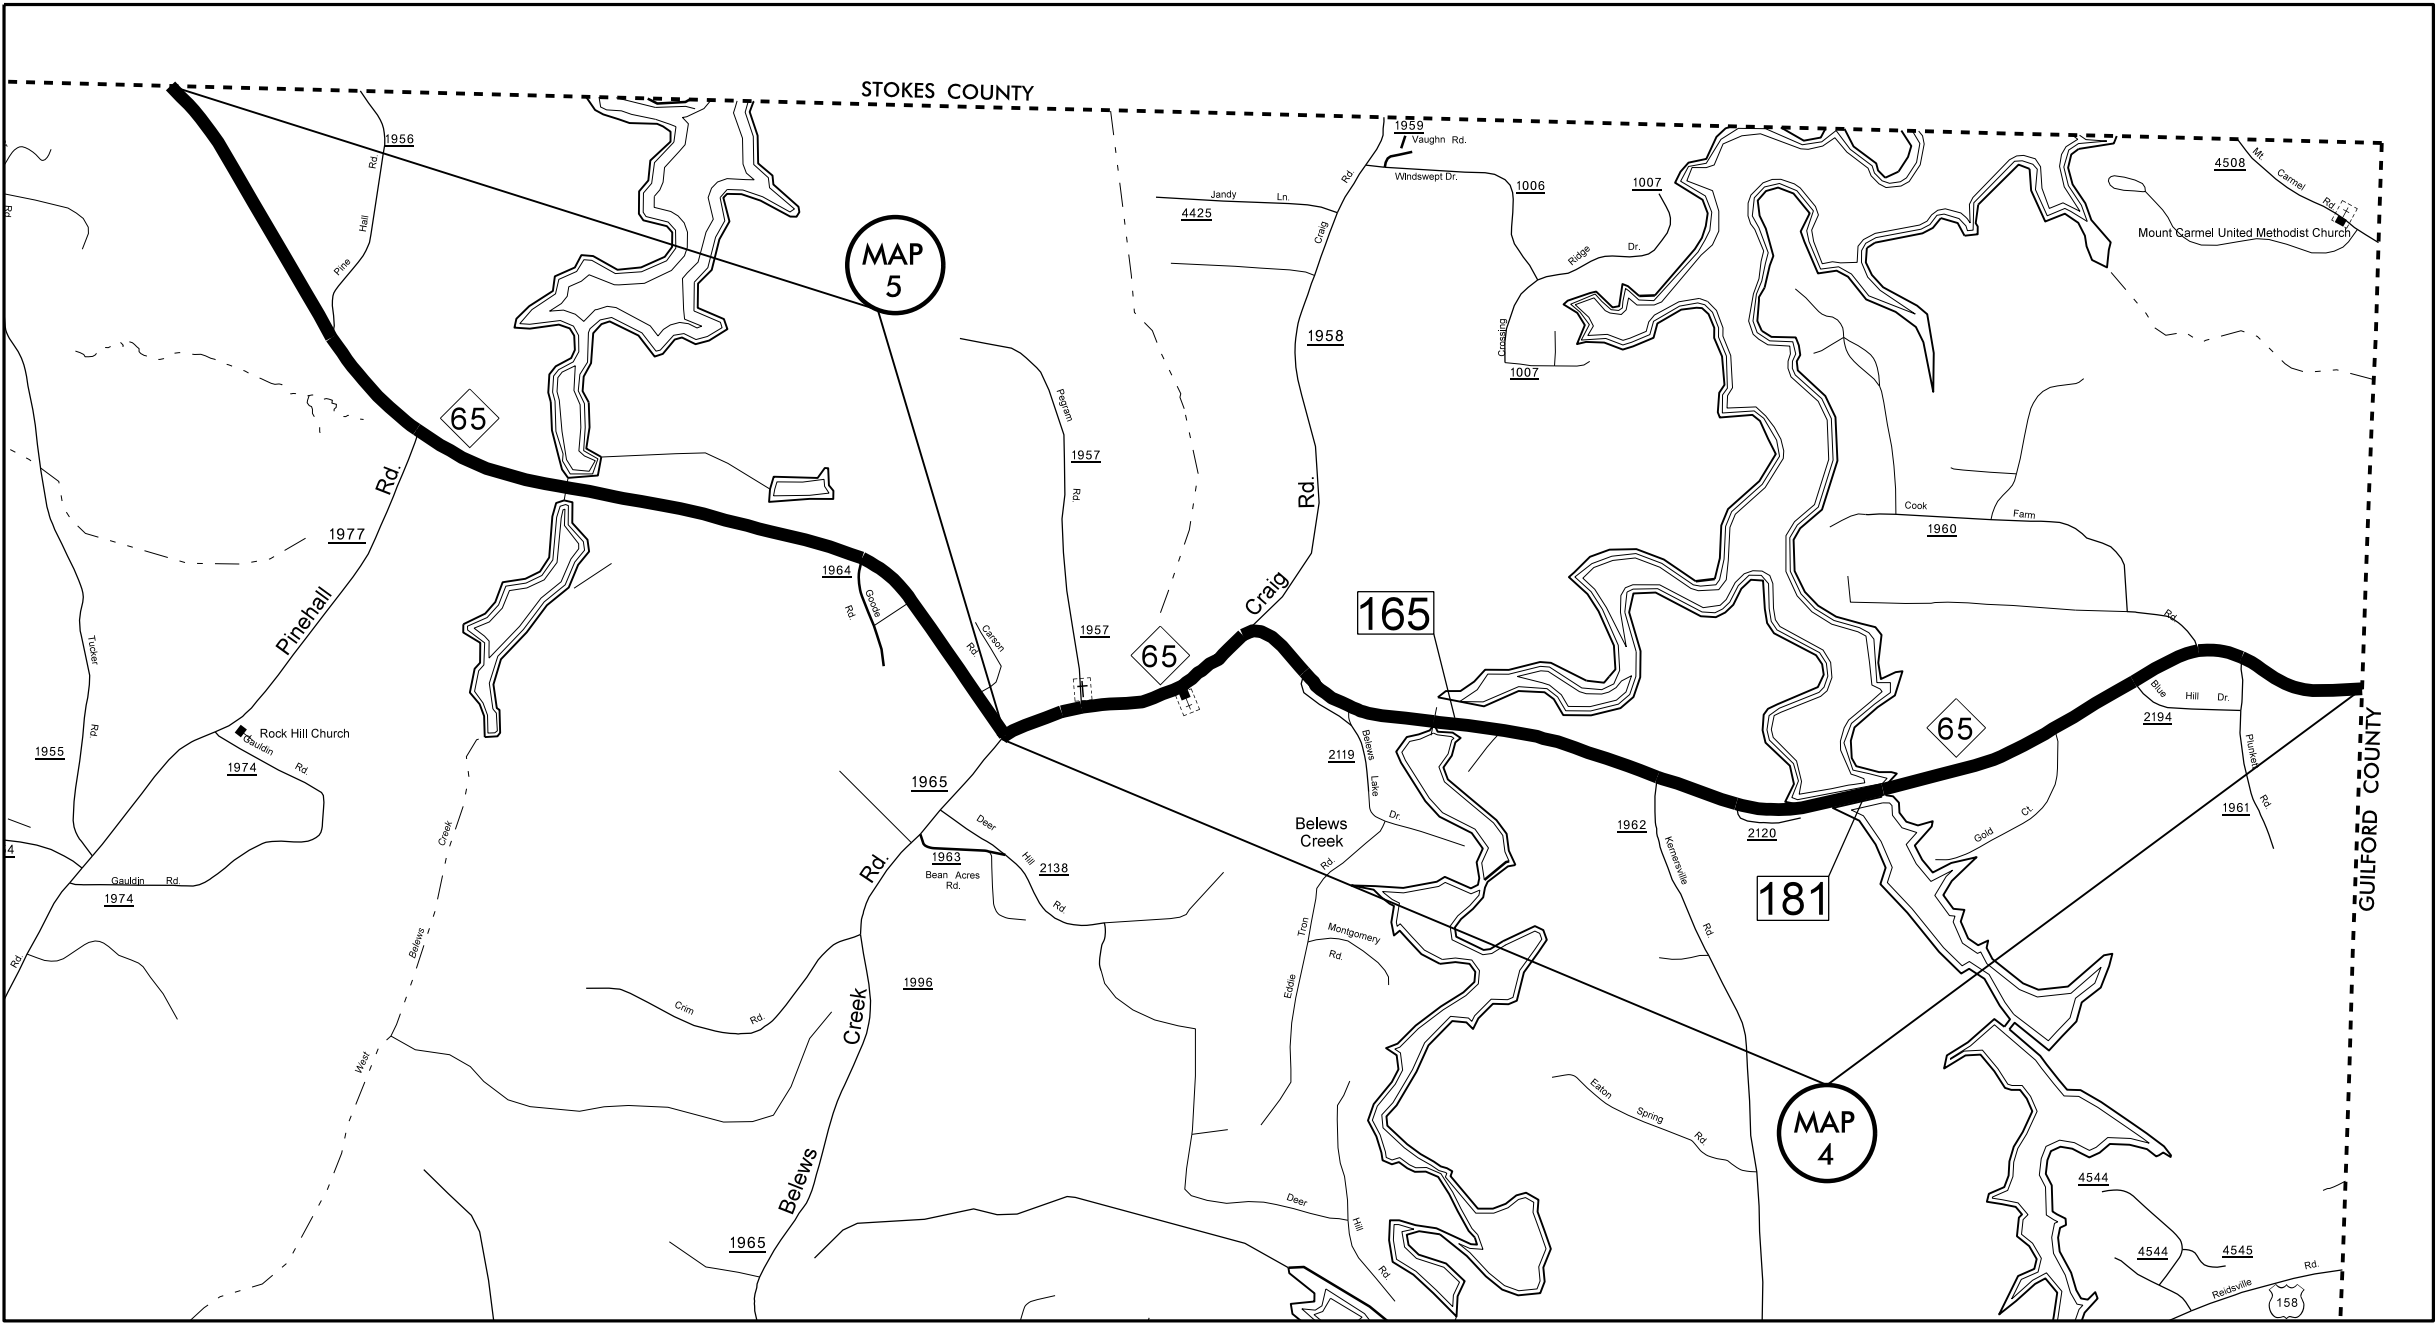 STOKES COUNTY
1959
Vaughn Rd.
1956
Rd.
Hall
Pine
Rd.
4508
Mt.
Carmel
Rd.
Mount Carmel United Methodist Church
WIndswept Dr.
1006
1007
Jandy Ln.
4425
Rd.
Craig
Ridge Dr.
MAP
5
1958
Crossing
1007
65
Pegram
1957
Rd.
Rd.
Rd.
1977
Pinehall
Cook Farm
1960
Rd.
1964
Goode
Rd.
Craig
165
Carson
Rd.
1957
65
Tucker
Rd.
1955
Rock Hill Church
Gauldin
Rd.
1974
Blue Hill Dr.
2194
65
GUILFORD COUNTY
Plunkett
Rd.
1961
Belews
Lake
Dr.
2119
1965
Belews
Creek
Rd.
1962
2120
Gold Ct.
Kernersville
Rd.
Deer
Hill
Rd.
1963
Bean Acres
Rd.
2138
Rd.
4
Gauldin Rd.
1974
181
Creek
Belews
West
Rd.
Tron
Eddie
Montgomery
Rd.
1996
Crim Rd.
Creek
Belews
Eaton
Spring
Rd.
MAP
4
Deer
Hill
Rd.
1965
4544
4544
4545
Reidsville Rd.
158